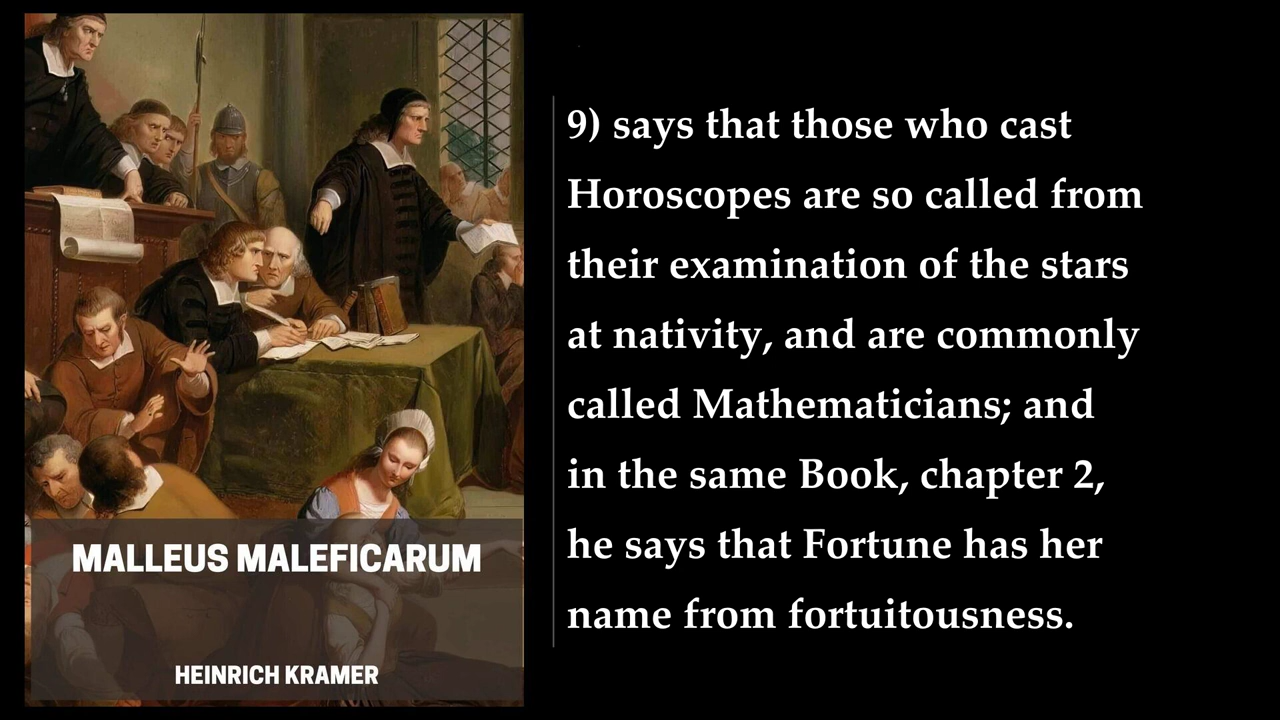 MALLEUS MALEFICARUM
HEINRICH KRAMER
9) says that those who cast
Horoscopes are so called from
their examination of the stars
at nativity, and are commonly
called Mathematicians; and
in the same Book, chapter 2,
he says that Fortune has her
name from fortuitousness.